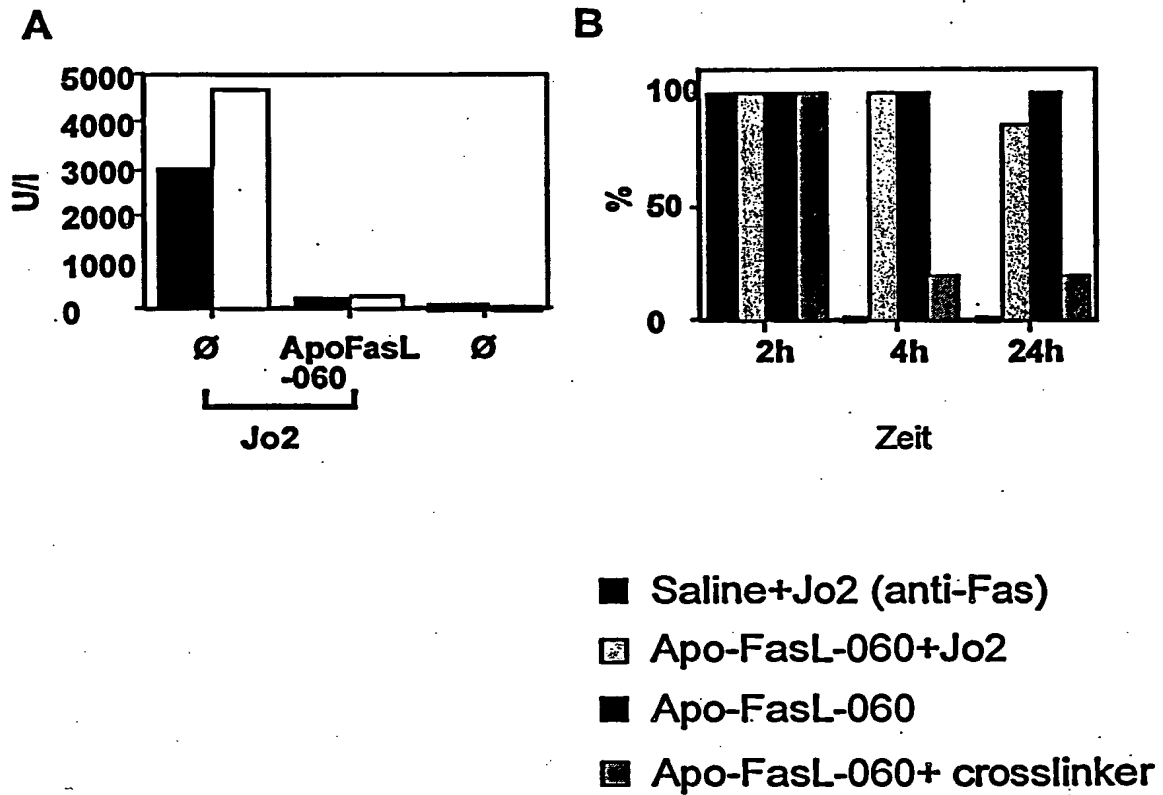 A
B
5000
4000
3000
2000
1000
0
U/l
Ø ApoFasL Ø
-060
Jo2
100
50
0
%
2h 4h 24h
Zeit
Saline+Jo2 (anti-Fas)
Apo-FasL-060+Jo2
Apo-FasL-060
Apo-FasL-060+ crosslinker